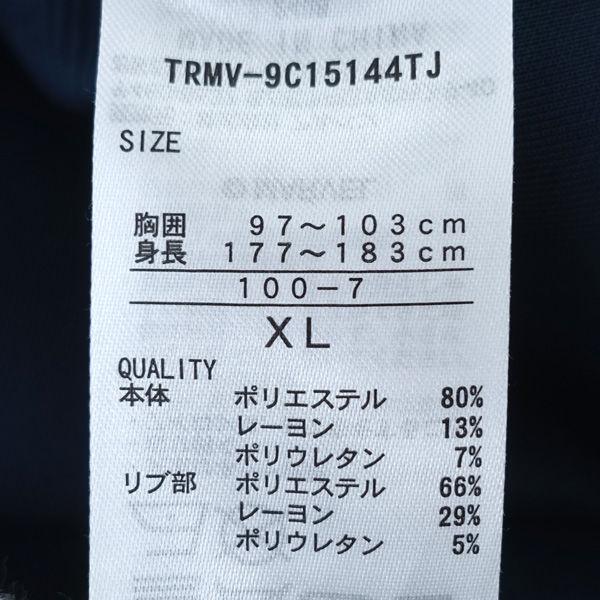 TRMV-9C15144TJ
SIZE
胸囲 97〜103cm
身長 177〜183cm
100-7
XL
QUALITY
本体 ポリエステル 80%
レーヨン 13%
ポリウレタン 7%
リブ部 ポリエステル 66%
レーヨン 29%
ポリウレタン 5%